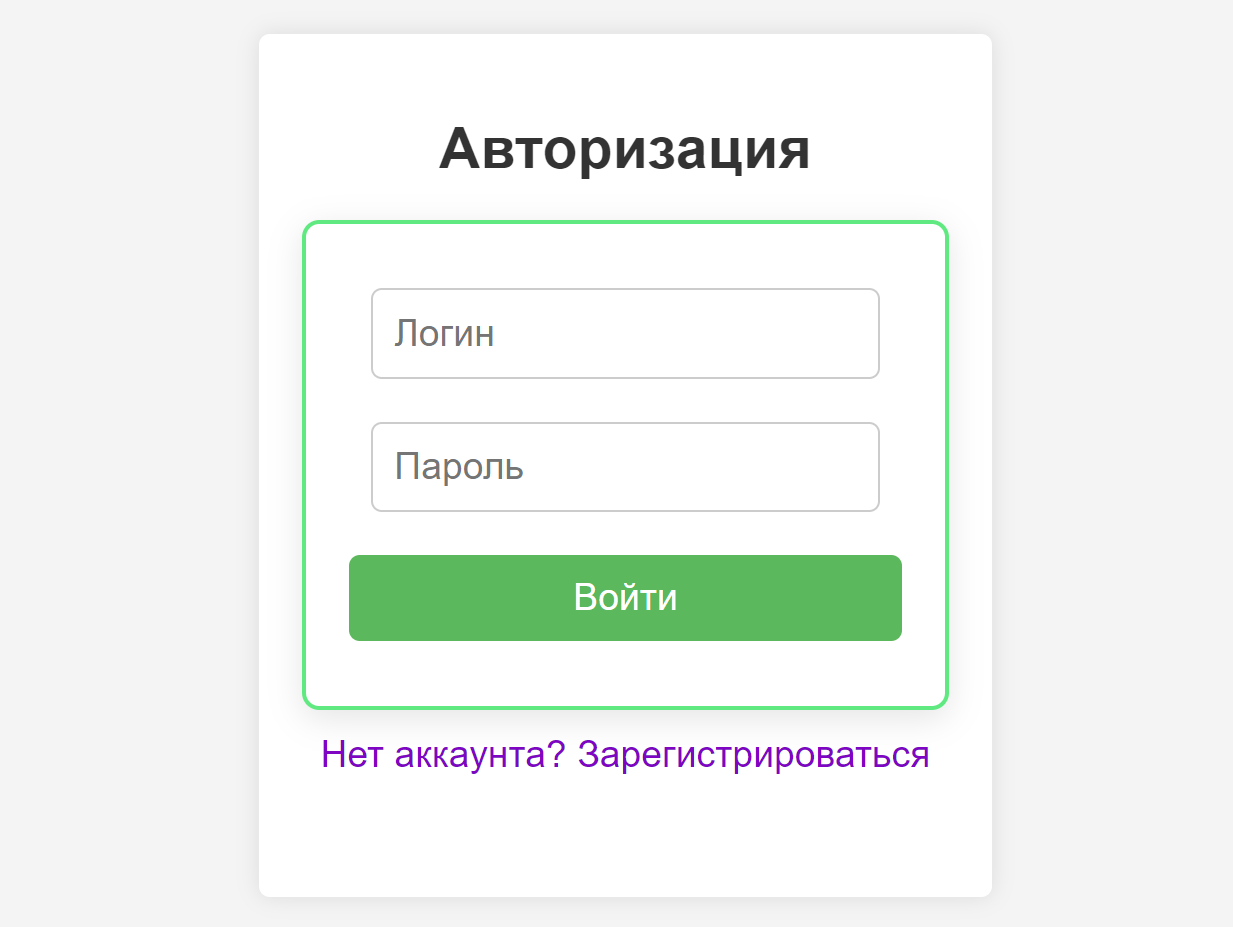 Авторизация
Логин
Пароль
Войти
Нет аккаунта? Зарегистрироваться